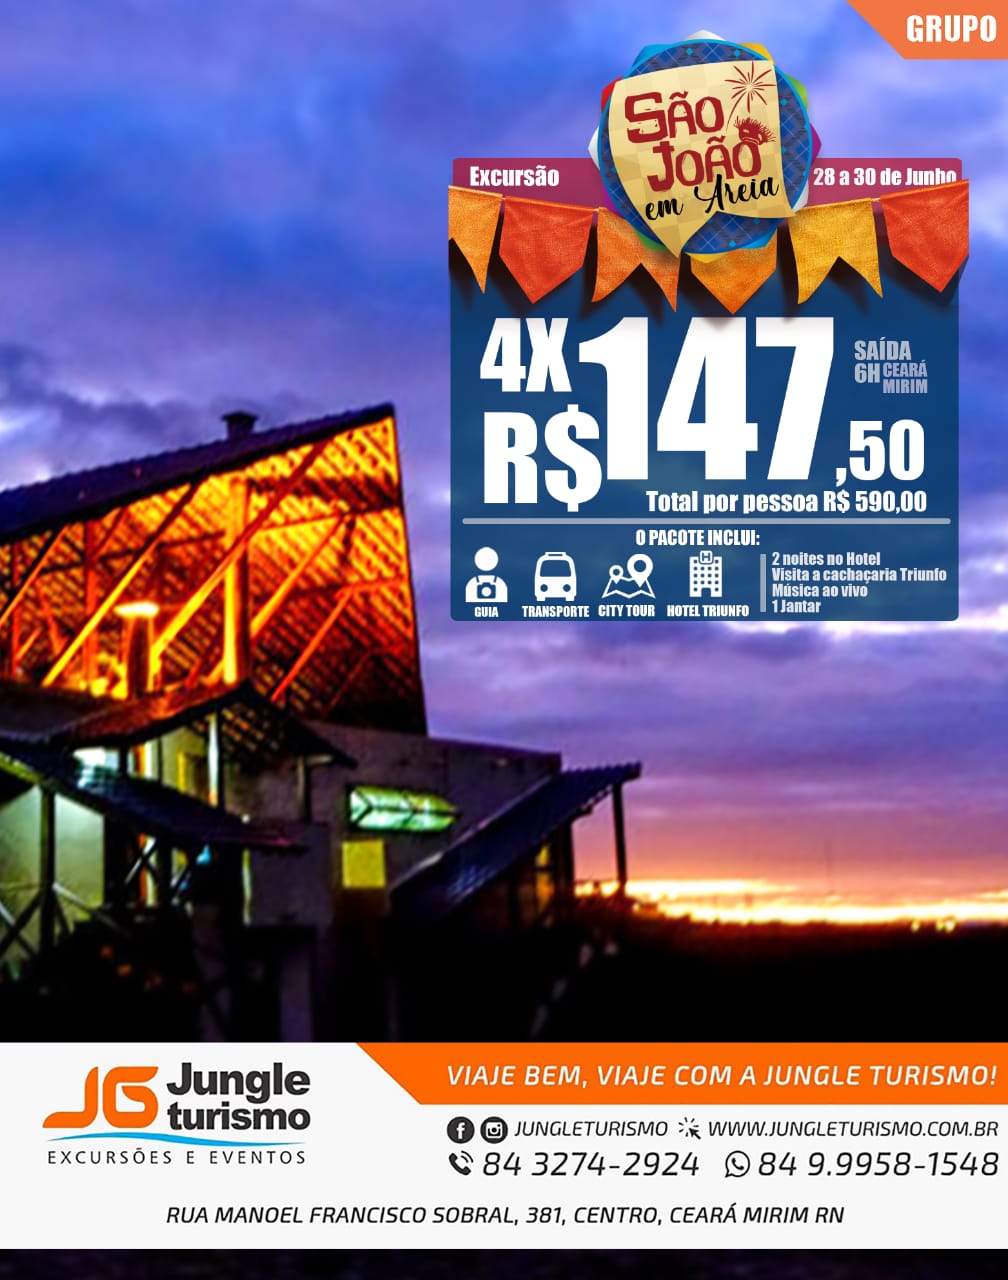 GRUPO
SÃO
JOÃO
em Areia
Excursão
28 a 30 de Junho
4X
R$147,50
SAÍDA
6H CEARÁ
MIRIM
Total por pessoa R$ 590,00
O PACOTE INCLUI:
GUIA
TRANSPORTE
CITY TOUR
H
HOTEL TRIUNFO
2 noites no Hotel
Visita a cachaçaria Triunfo
Música ao vivo
1 Jantar
JG Jungle
turismo
EXCURSÕES E EVENTOS
VIAJE BEM, VIAJE COM A JUNGLE TURISMO!
JUNGLETURISMO WWW.JUNGLETURISMO.COM.BR
84 3274-2924 84 9.9958-1548
RUA MANOEL FRANCISCO SOBRAL, 381, CENTRO, CEARÁ MIRIM RN